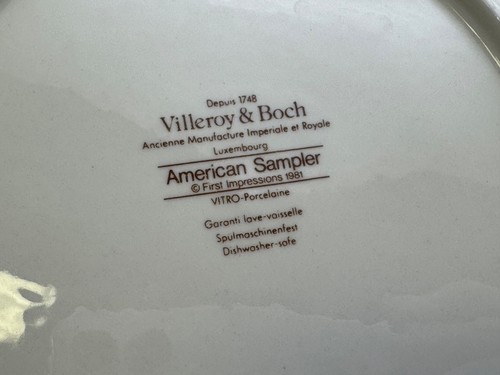 Depuis 1748
Villeroy & Boch
Ancienne Manufacture Impériale et Royale
Luxembourg
American Sampler
© First Impressions 1981
VITRO-Porcelaine
Garanti lave-vaisselle
Spülmaschinenfest
Dishwasher-safe